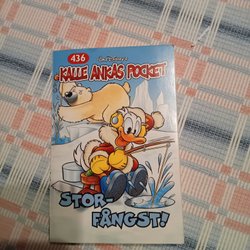 436
Walt Disney's
KALLE ANKAS POCKET
STOR-
FÅNGST!